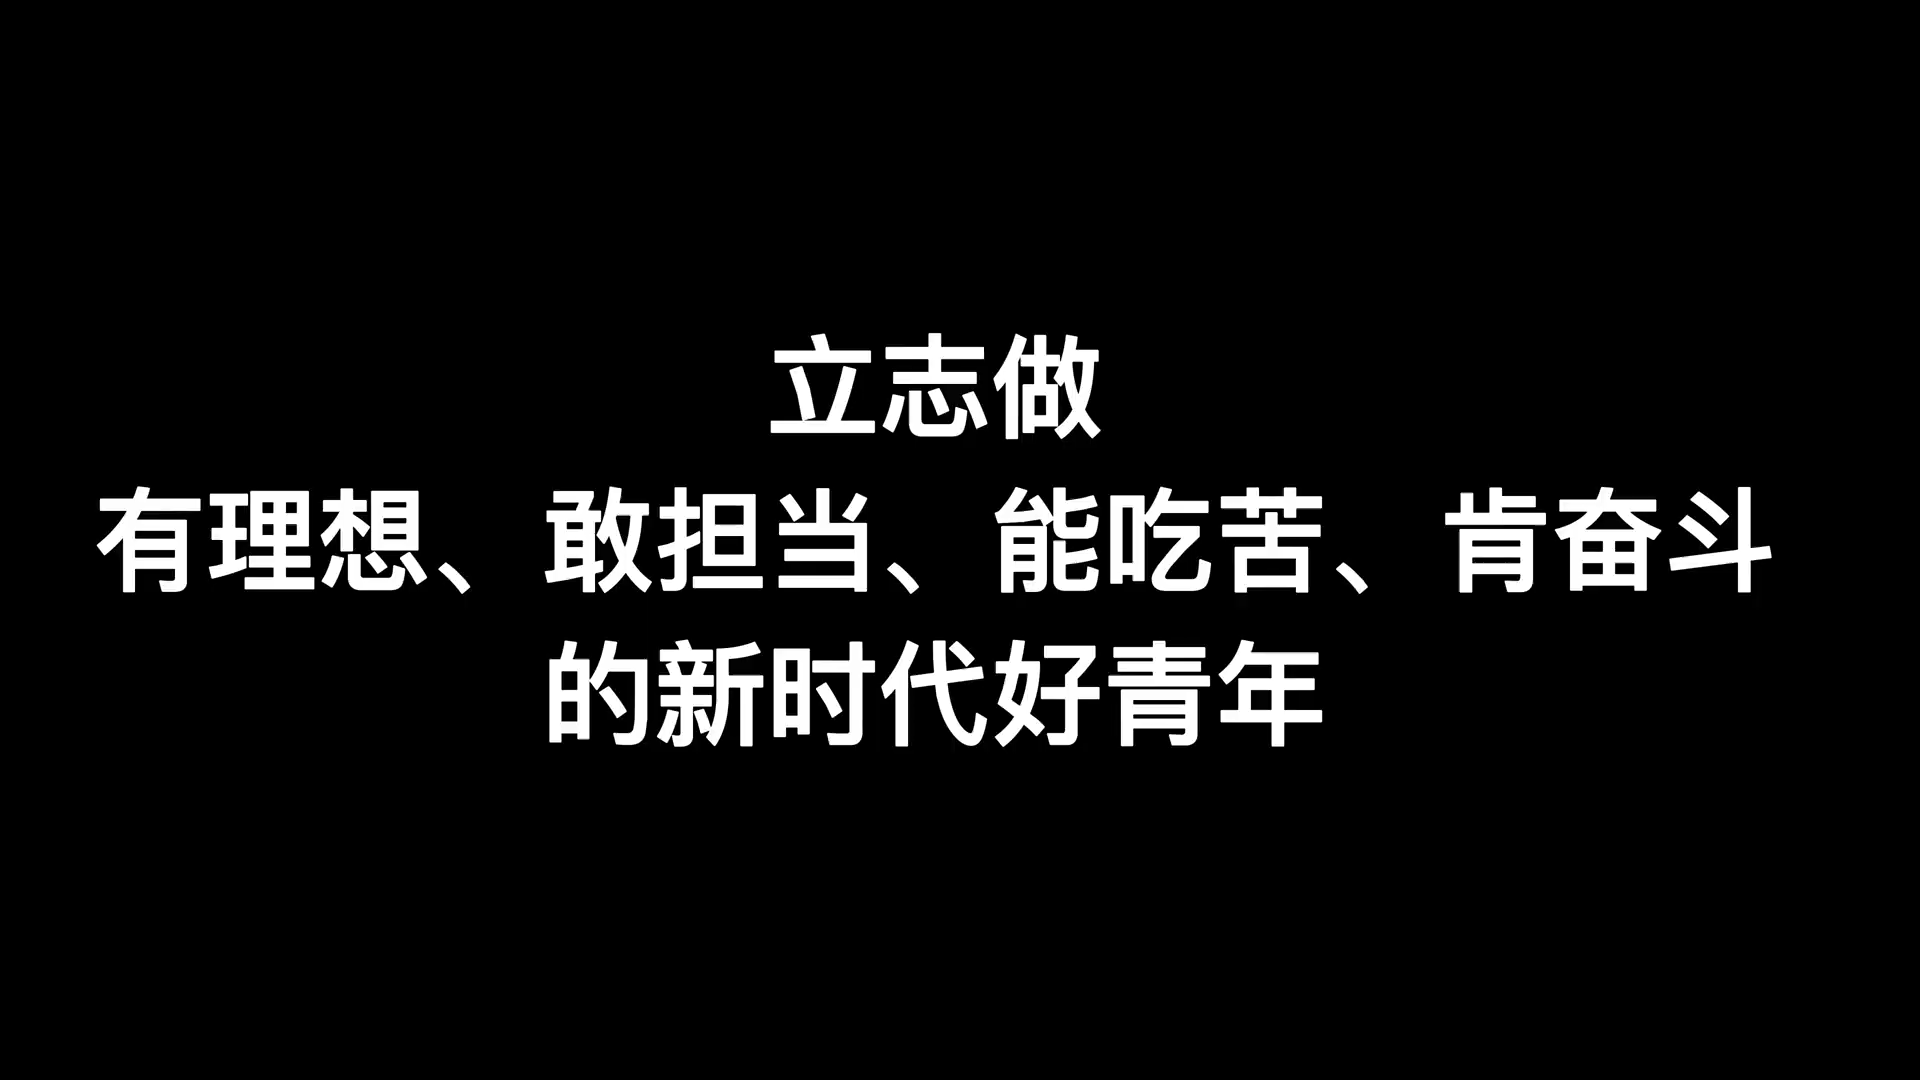 立志做
有理想、敢担当、能吃苦、肯奋斗
的新时代好青年